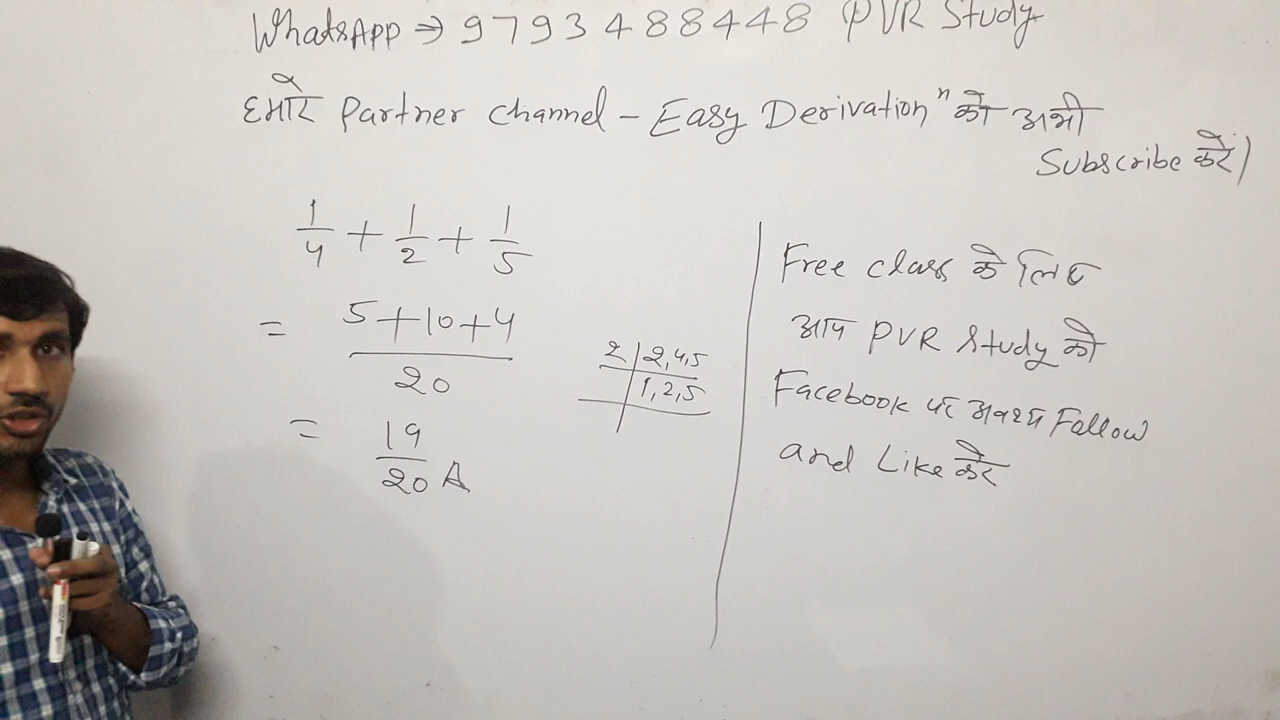 WhatsApp ⇒ 9793488448 PVR Study
हमारे Partner channel - Easy Derivation" को अभी
Subscribe करें।
1/4 + 1/2 + 1/5
= 5+10+4 / 20
= 19/20 A
2 | 2,4,5
1,2,5
Free class के लिए
आप PVR Study को
Facebook पर अवश्य Follow
and Like करें